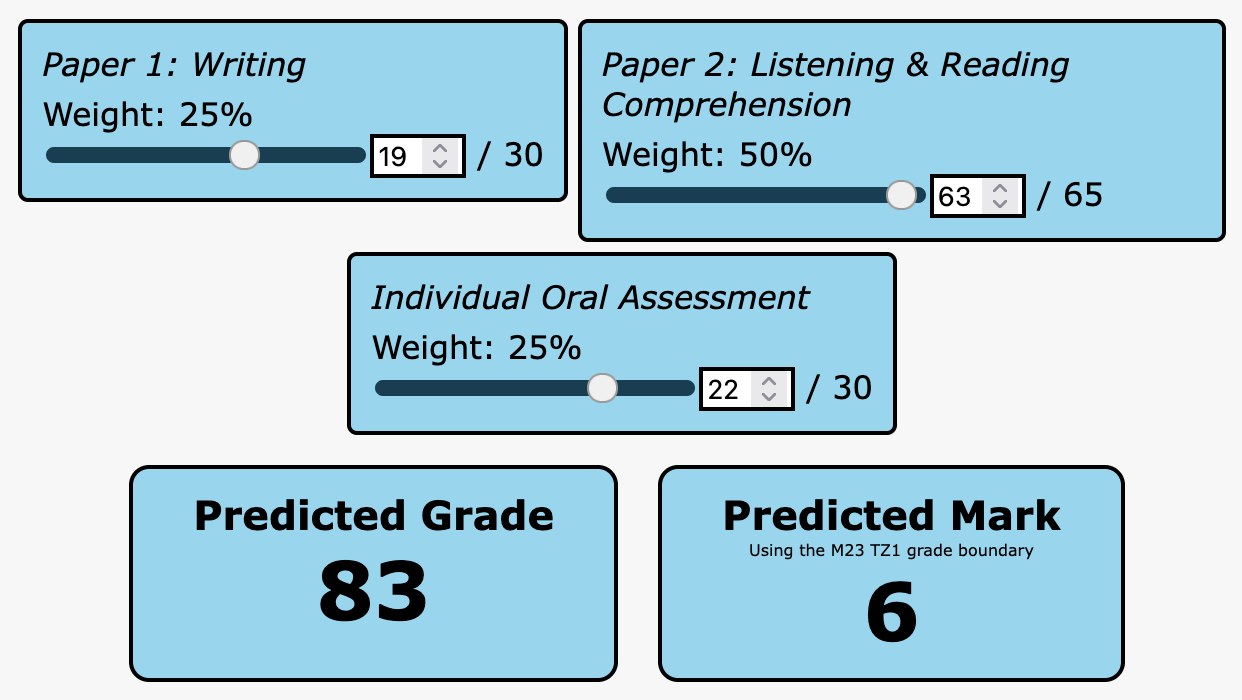 Paper 1: Writing
Weight: 25%
19 / 30
Paper 2: Listening & Reading
Comprehension
Weight: 50%
63 / 65
Individual Oral Assessment
Weight: 25%
22 / 30
Predicted Grade
83
Predicted Mark
Using the M23 TZ1 grade boundary
6